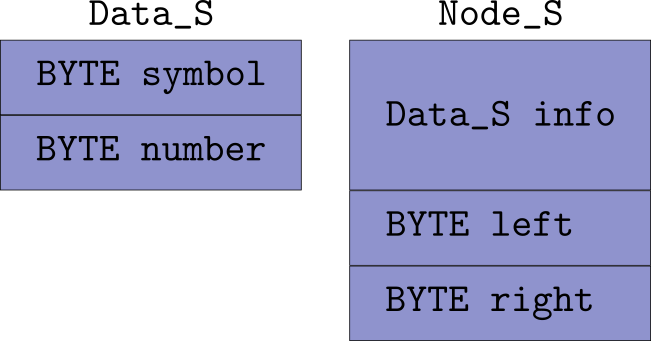 Data_S
BYTE symbol
BYTE number
Node_S
Data_S info
BYTE left
BYTE right